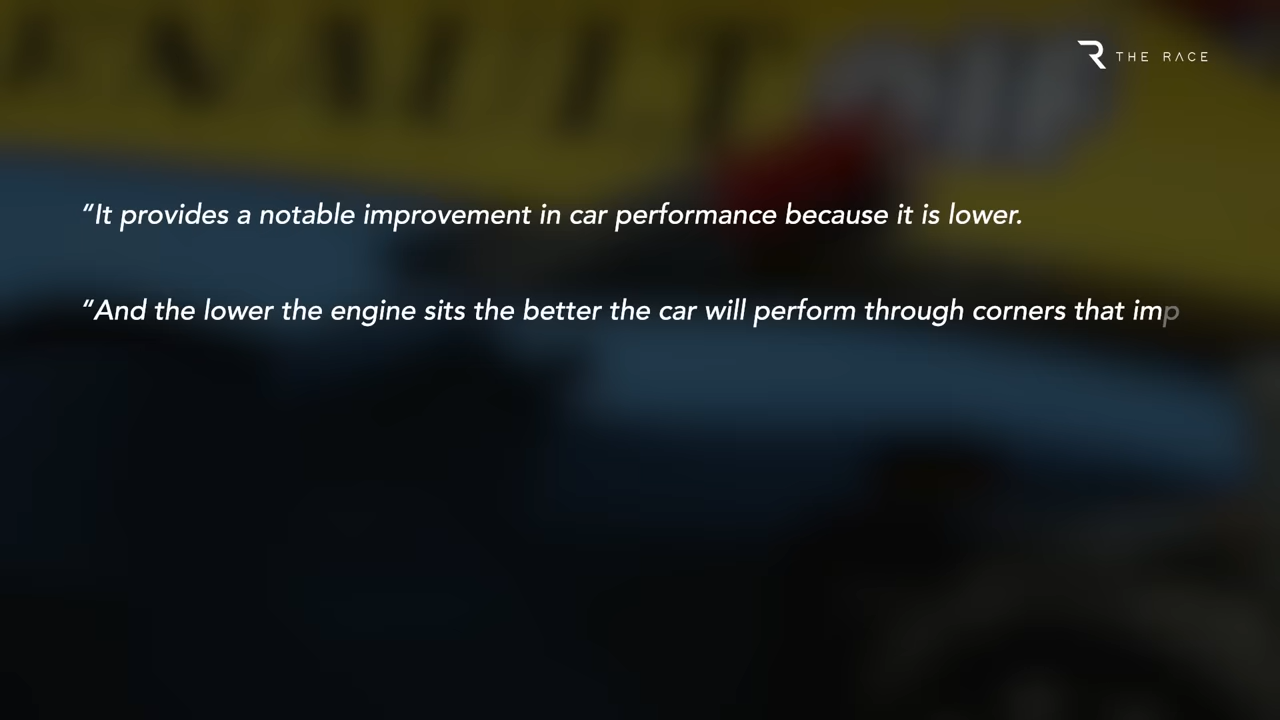 THE RACE
“It provides a notable improvement in car performance because it is lower.
“And the lower the engine sits the better the car will perform through corners that imp